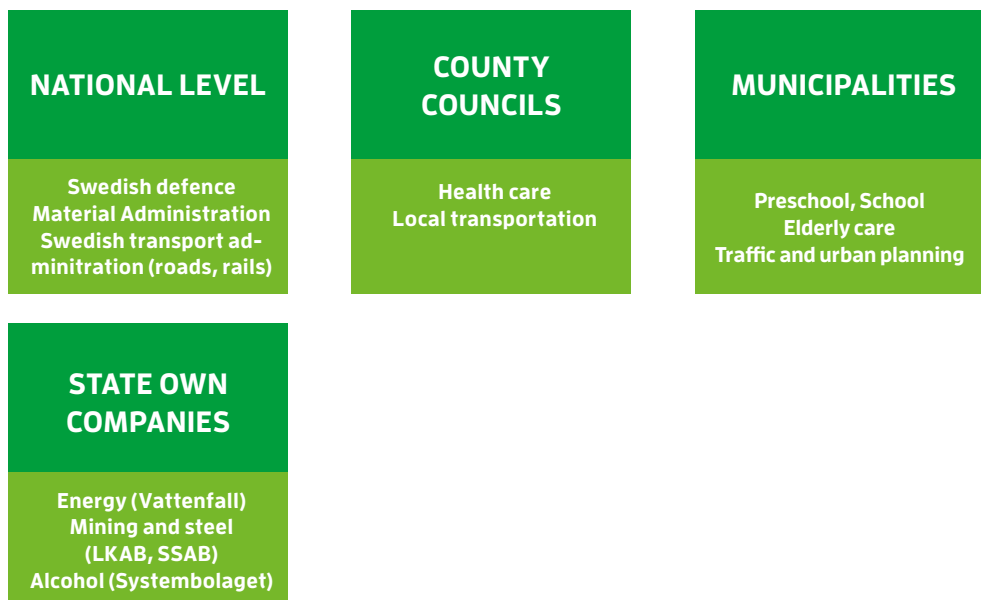 NATIONAL LEVEL
Swedish defence
Material Administration
Swedish transport ad-
minitration (roads, rails)
COUNTY
COUNCILS
Health care
Local transportation
MUNICIPALITIES
Preschool, School
Elderly care
Traffic and urban planning
STATE OWN
COMPANIES
Energy (Vattenfall)
Mining and steel
(LKAB, SSAB)
Alcohol (Systembolaget)